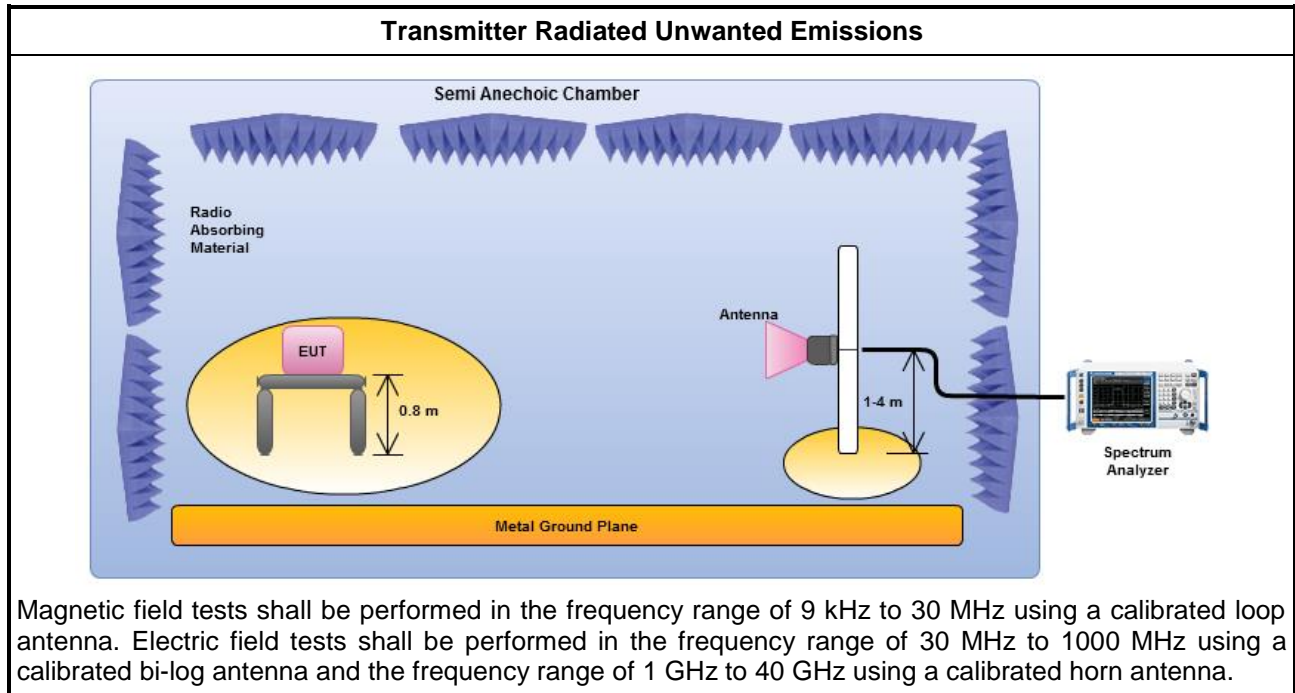 Transmitter Radiated Unwanted Emissions
Semi Anechoic Chamber
Radio
Absorbing
Material
Antenna
EUT
0.8 m
1-4 m
Spectrum
Analyzer
Metal Ground Plane
Magnetic field tests shall be performed in the frequency range of 9 kHz to 30 MHz using a calibrated loop
antenna. Electric field tests shall be performed in the frequency range of 30 MHz to 1000 MHz using a
calibrated bi-log antenna and the frequency range of 1 GHz to 40 GHz using a calibrated horn antenna.